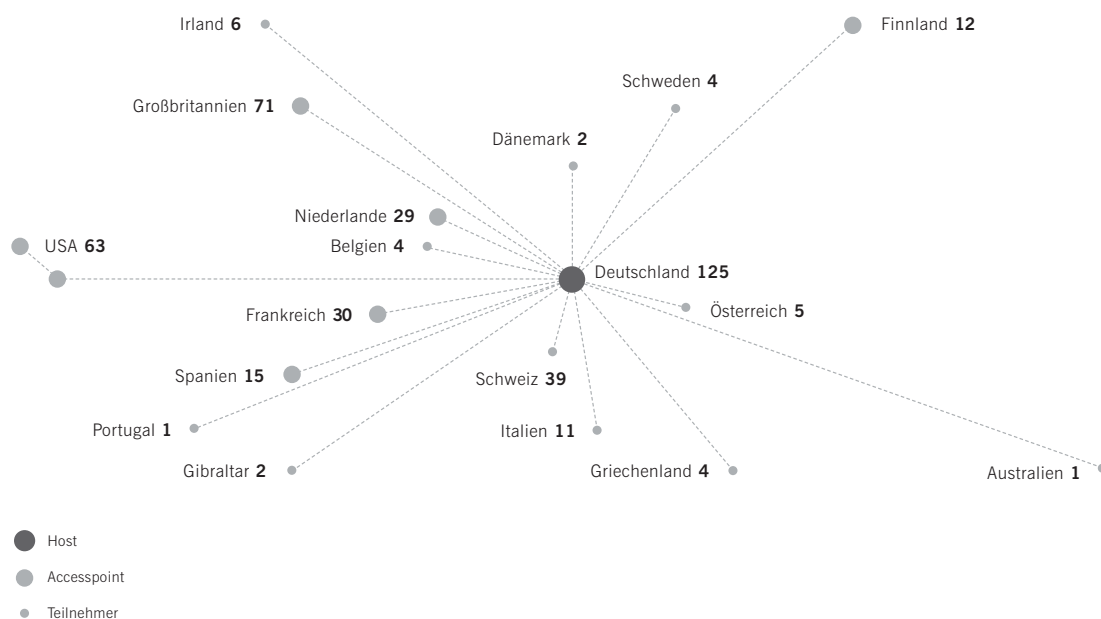 Irland 6
Finnland 12
Schweden 4
Großbritannien 71
Dänemark 2
Niederlande 29
USA 63
Belgien 4
Deutschland 125
Österreich 5
Frankreich 30
Spanien 15
Schweiz 39
Portugal 1
Italien 11
Gibraltar 2
Griechenland 4
Australien 1
Host
Accesspoint
Teilnehmer